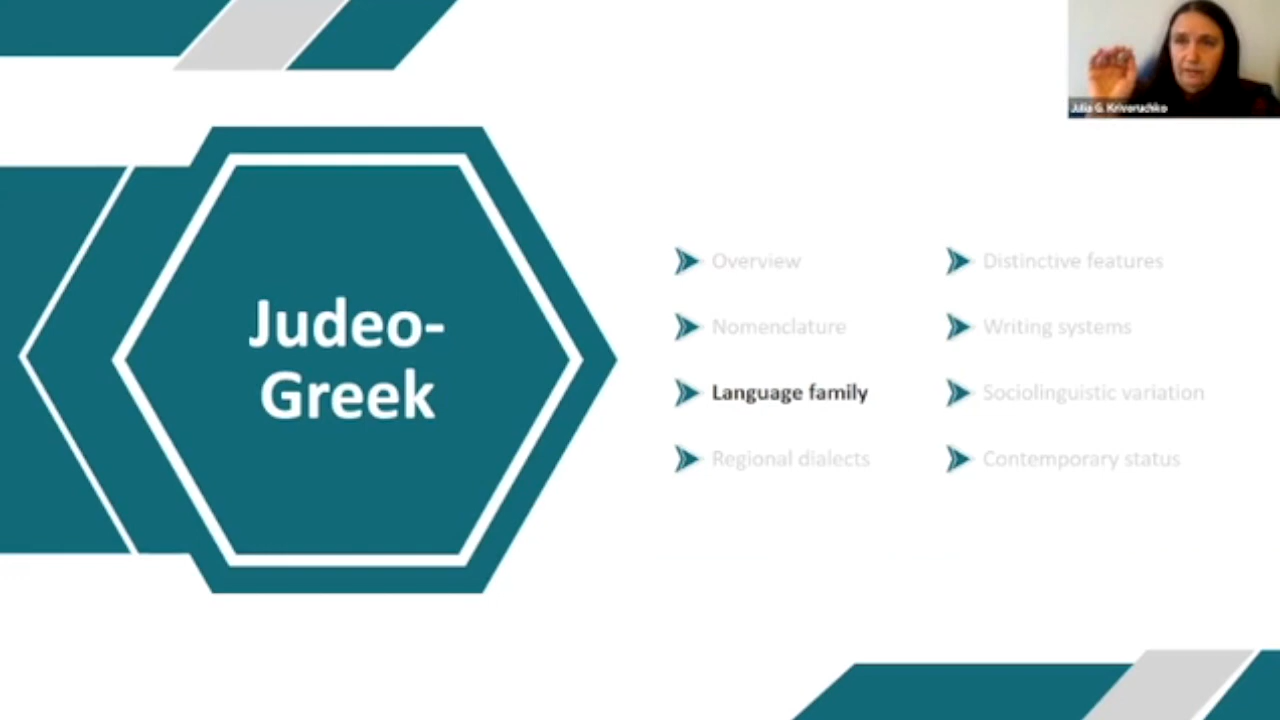 Julia G. Krivoruchko
Judeo-
Greek
Overview
Nomenclature
Language family
Regional dialects
Distinctive features
Writing systems
Sociolinguistic variation
Contemporary status